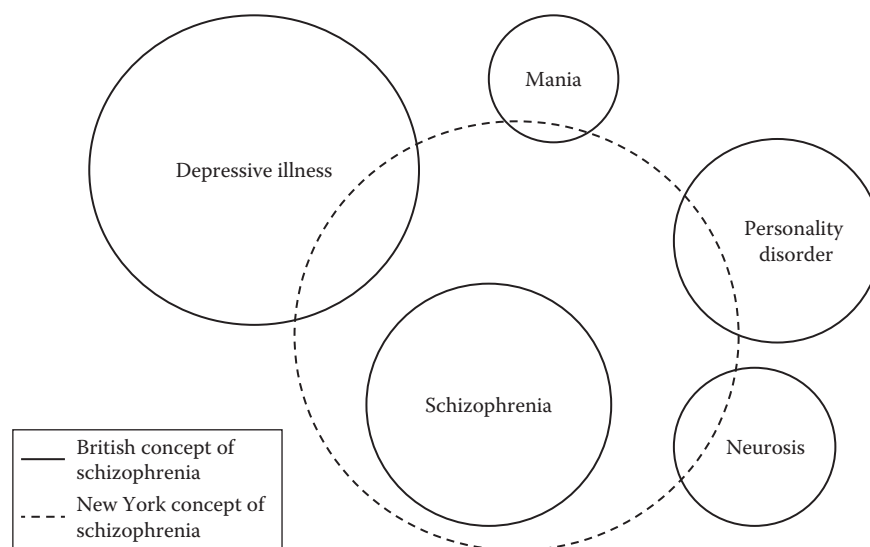 Mania
Depressive illness
Personality
disorder
Schizophrenia
Neurosis
British concept of
schizophrenia
New York concept of
schizophrenia